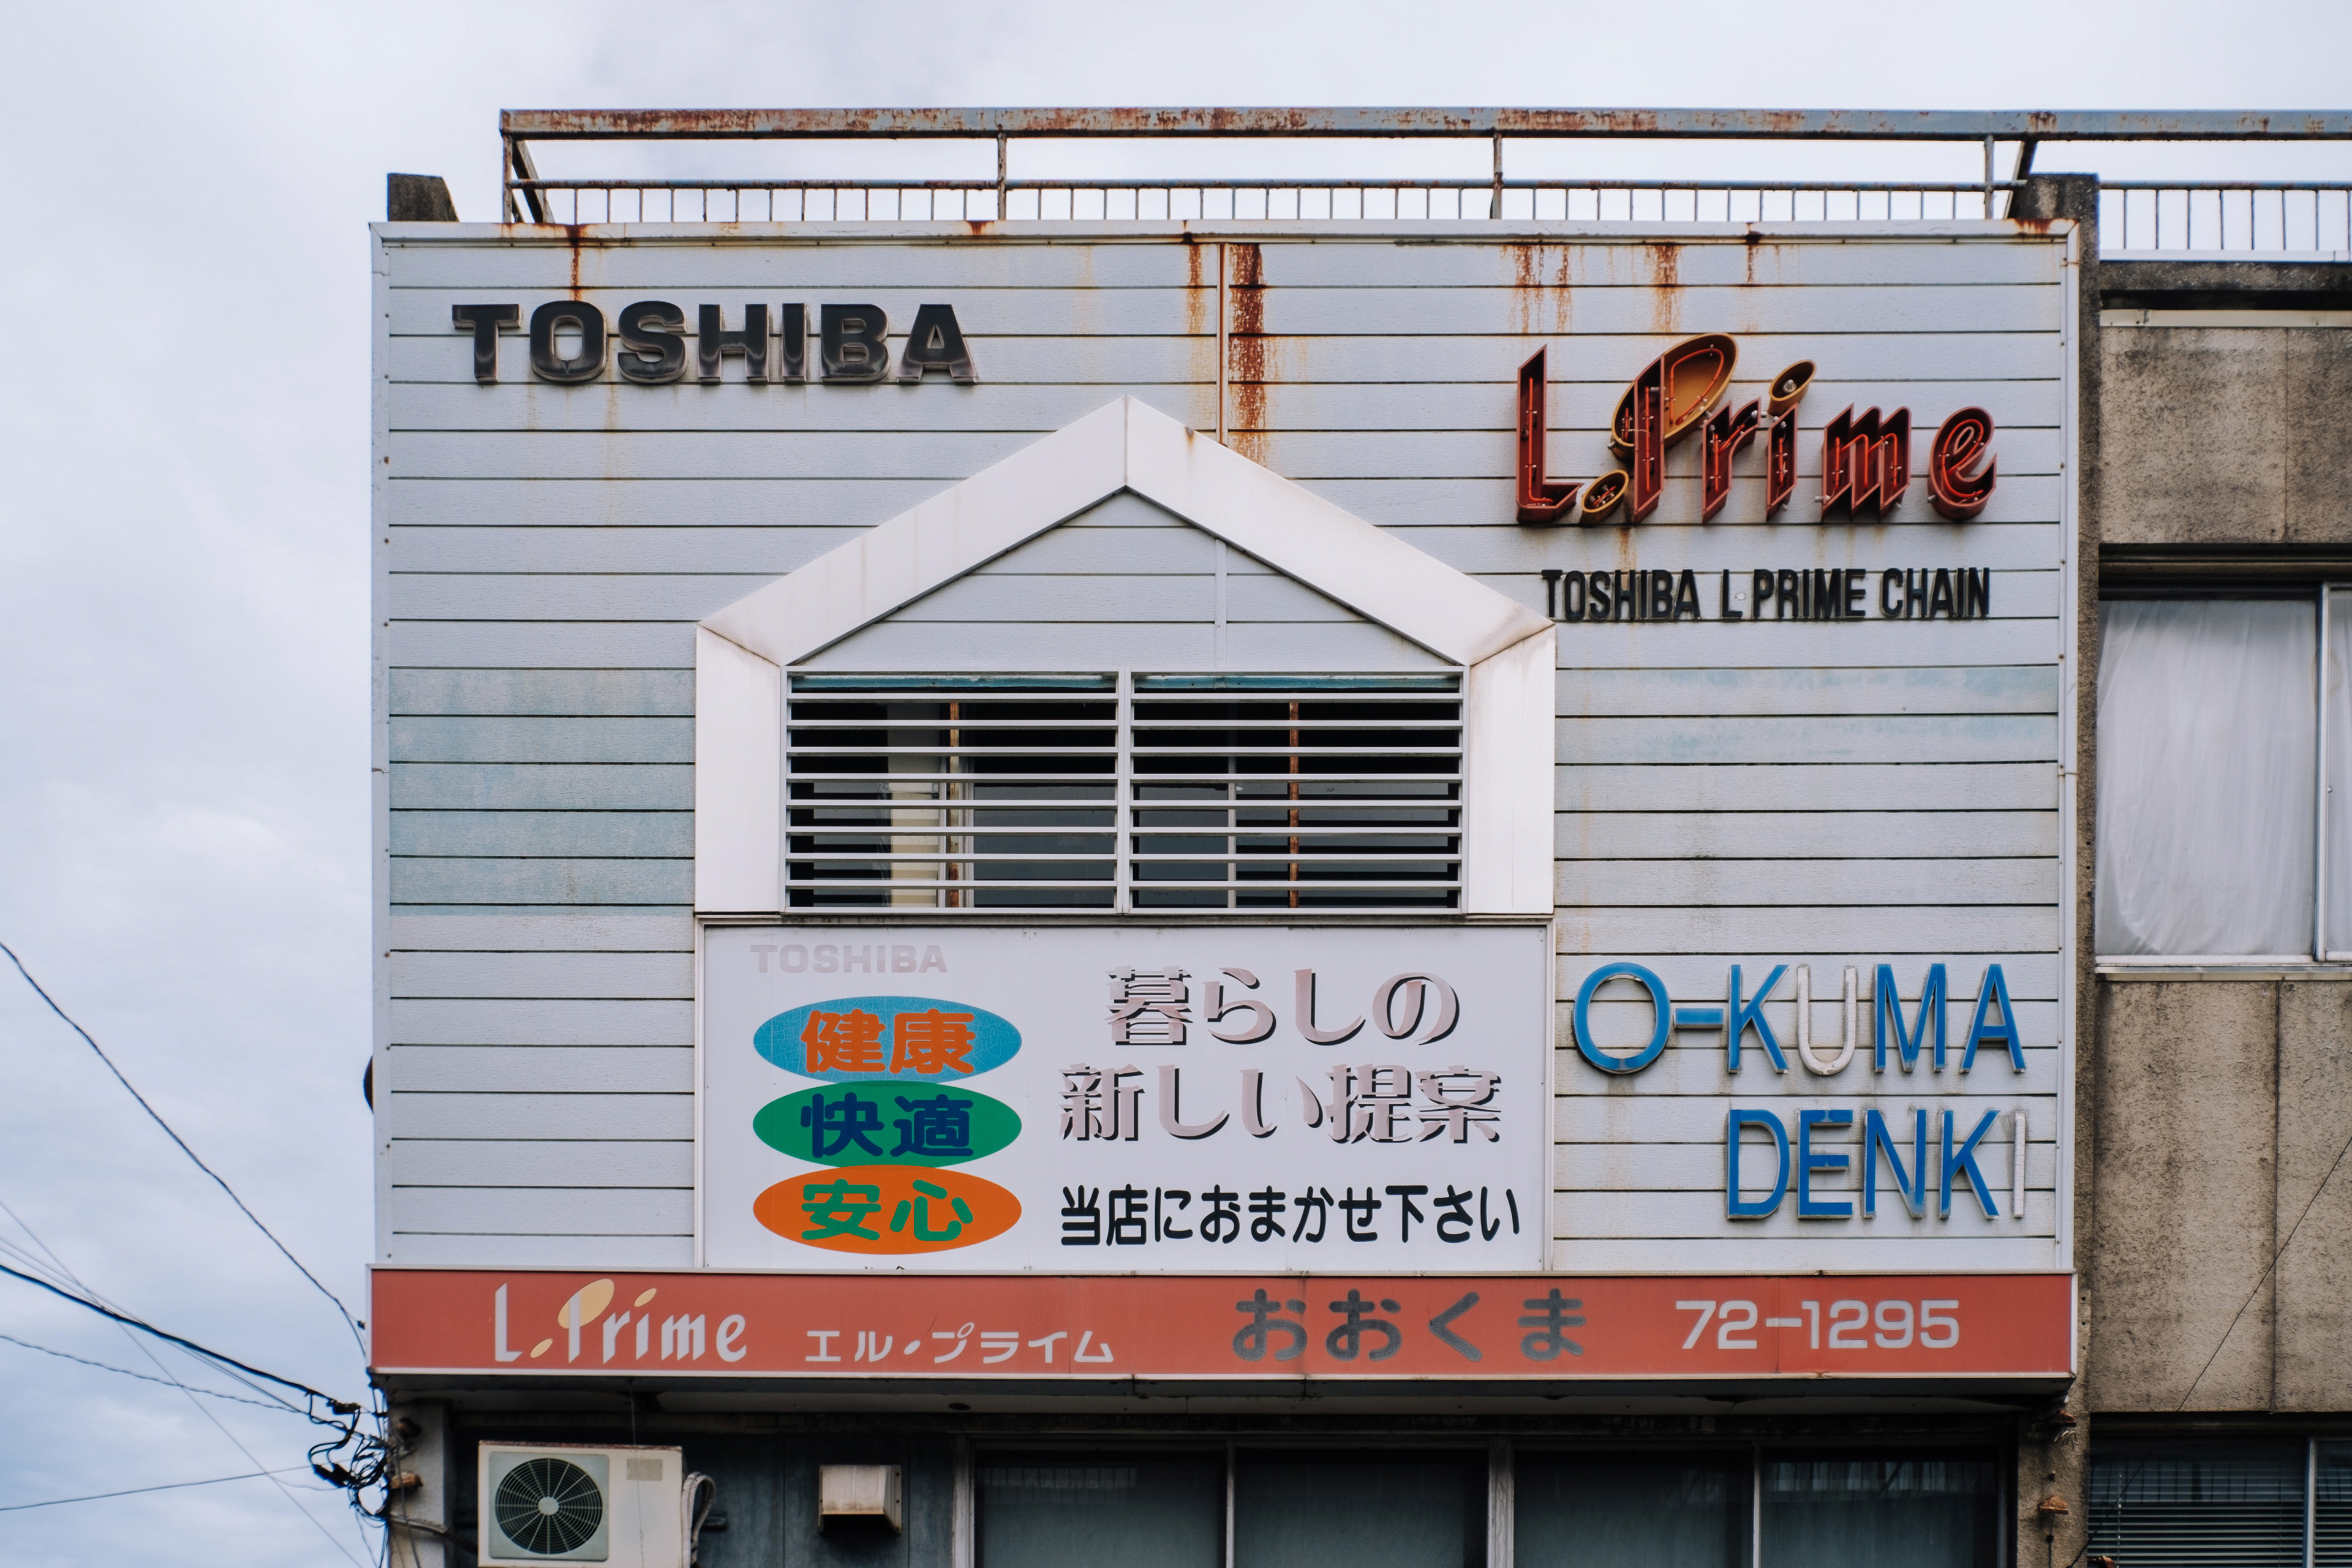 TOSHIBA
L.Prime
TOSHIBA L PRIME CHAIN
TOSHIBA
健康
快適
安心
暮らしの
新しい提案
当店におまかせ下さい
O-KUMA
DENKI
L.Prime エル・プライム おおくま 72-1295